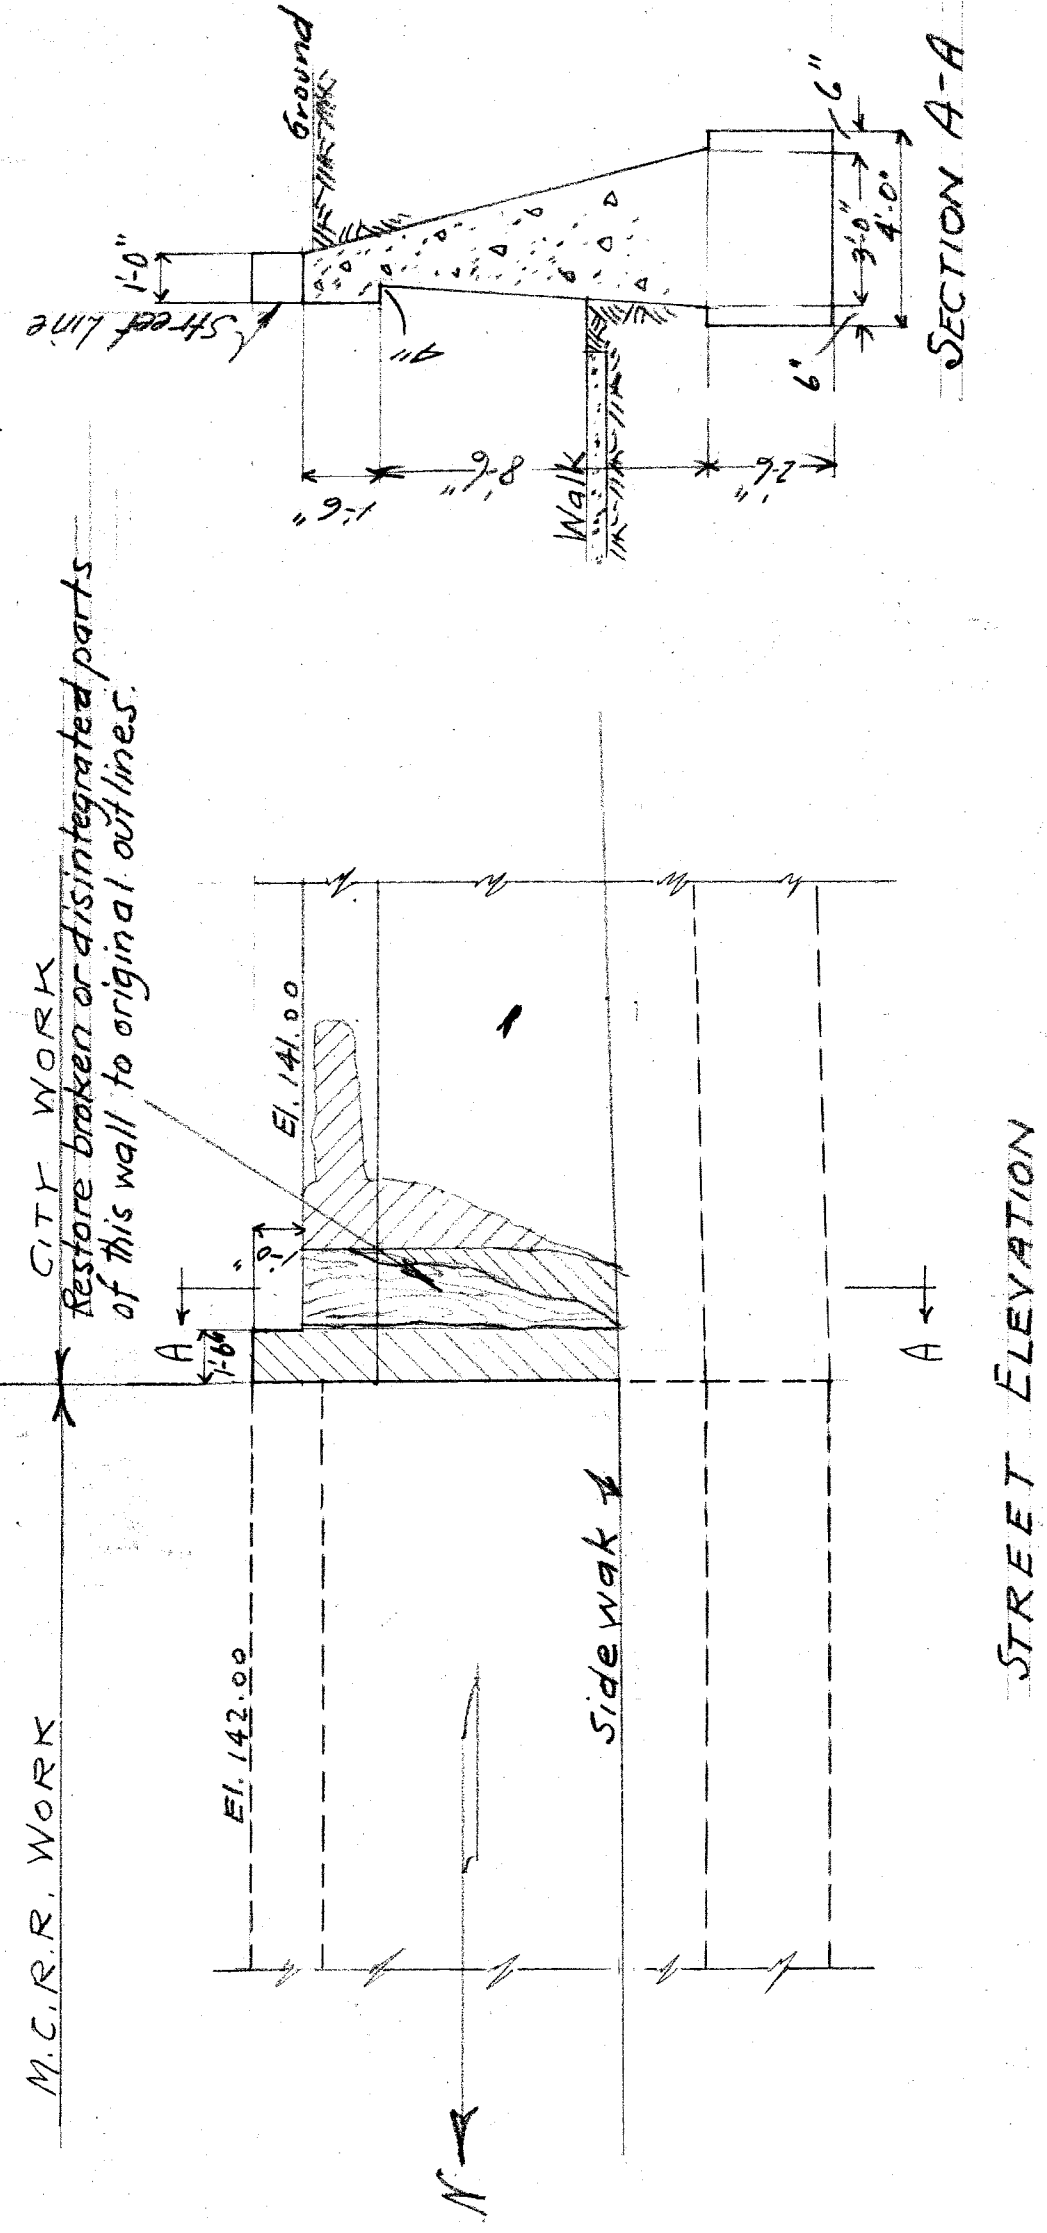 M.C.R.R. WORK
CITY WORK
Restore broken or disintegrated parts
of this wall to original outlines.
El. 142.00
El. 141.00
1'-0"
1'-6"
A
A
Sidewak
N
STREET ELEVATION
Street Line
1'-0"
Ground
1'-6"
4"
8'-6"
Walk
2'-6"
6"
3'-0"
6"
4'-0"
SECTION A-A